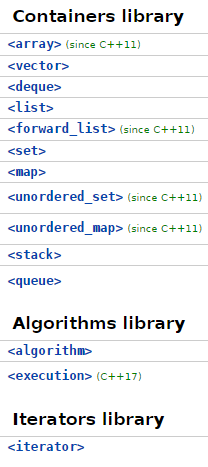 Containers library
<array> (since C++11)
<vector>
<deque>
<list>
<forward_list> (since C++11)
<set>
<map>
<unordered_set> (since C++11)
<unordered_map> (since C++11)
<stack>
<queue>
Algorithms library
<algorithm>
<execution> (C++17)
Iterators library
<iterator>